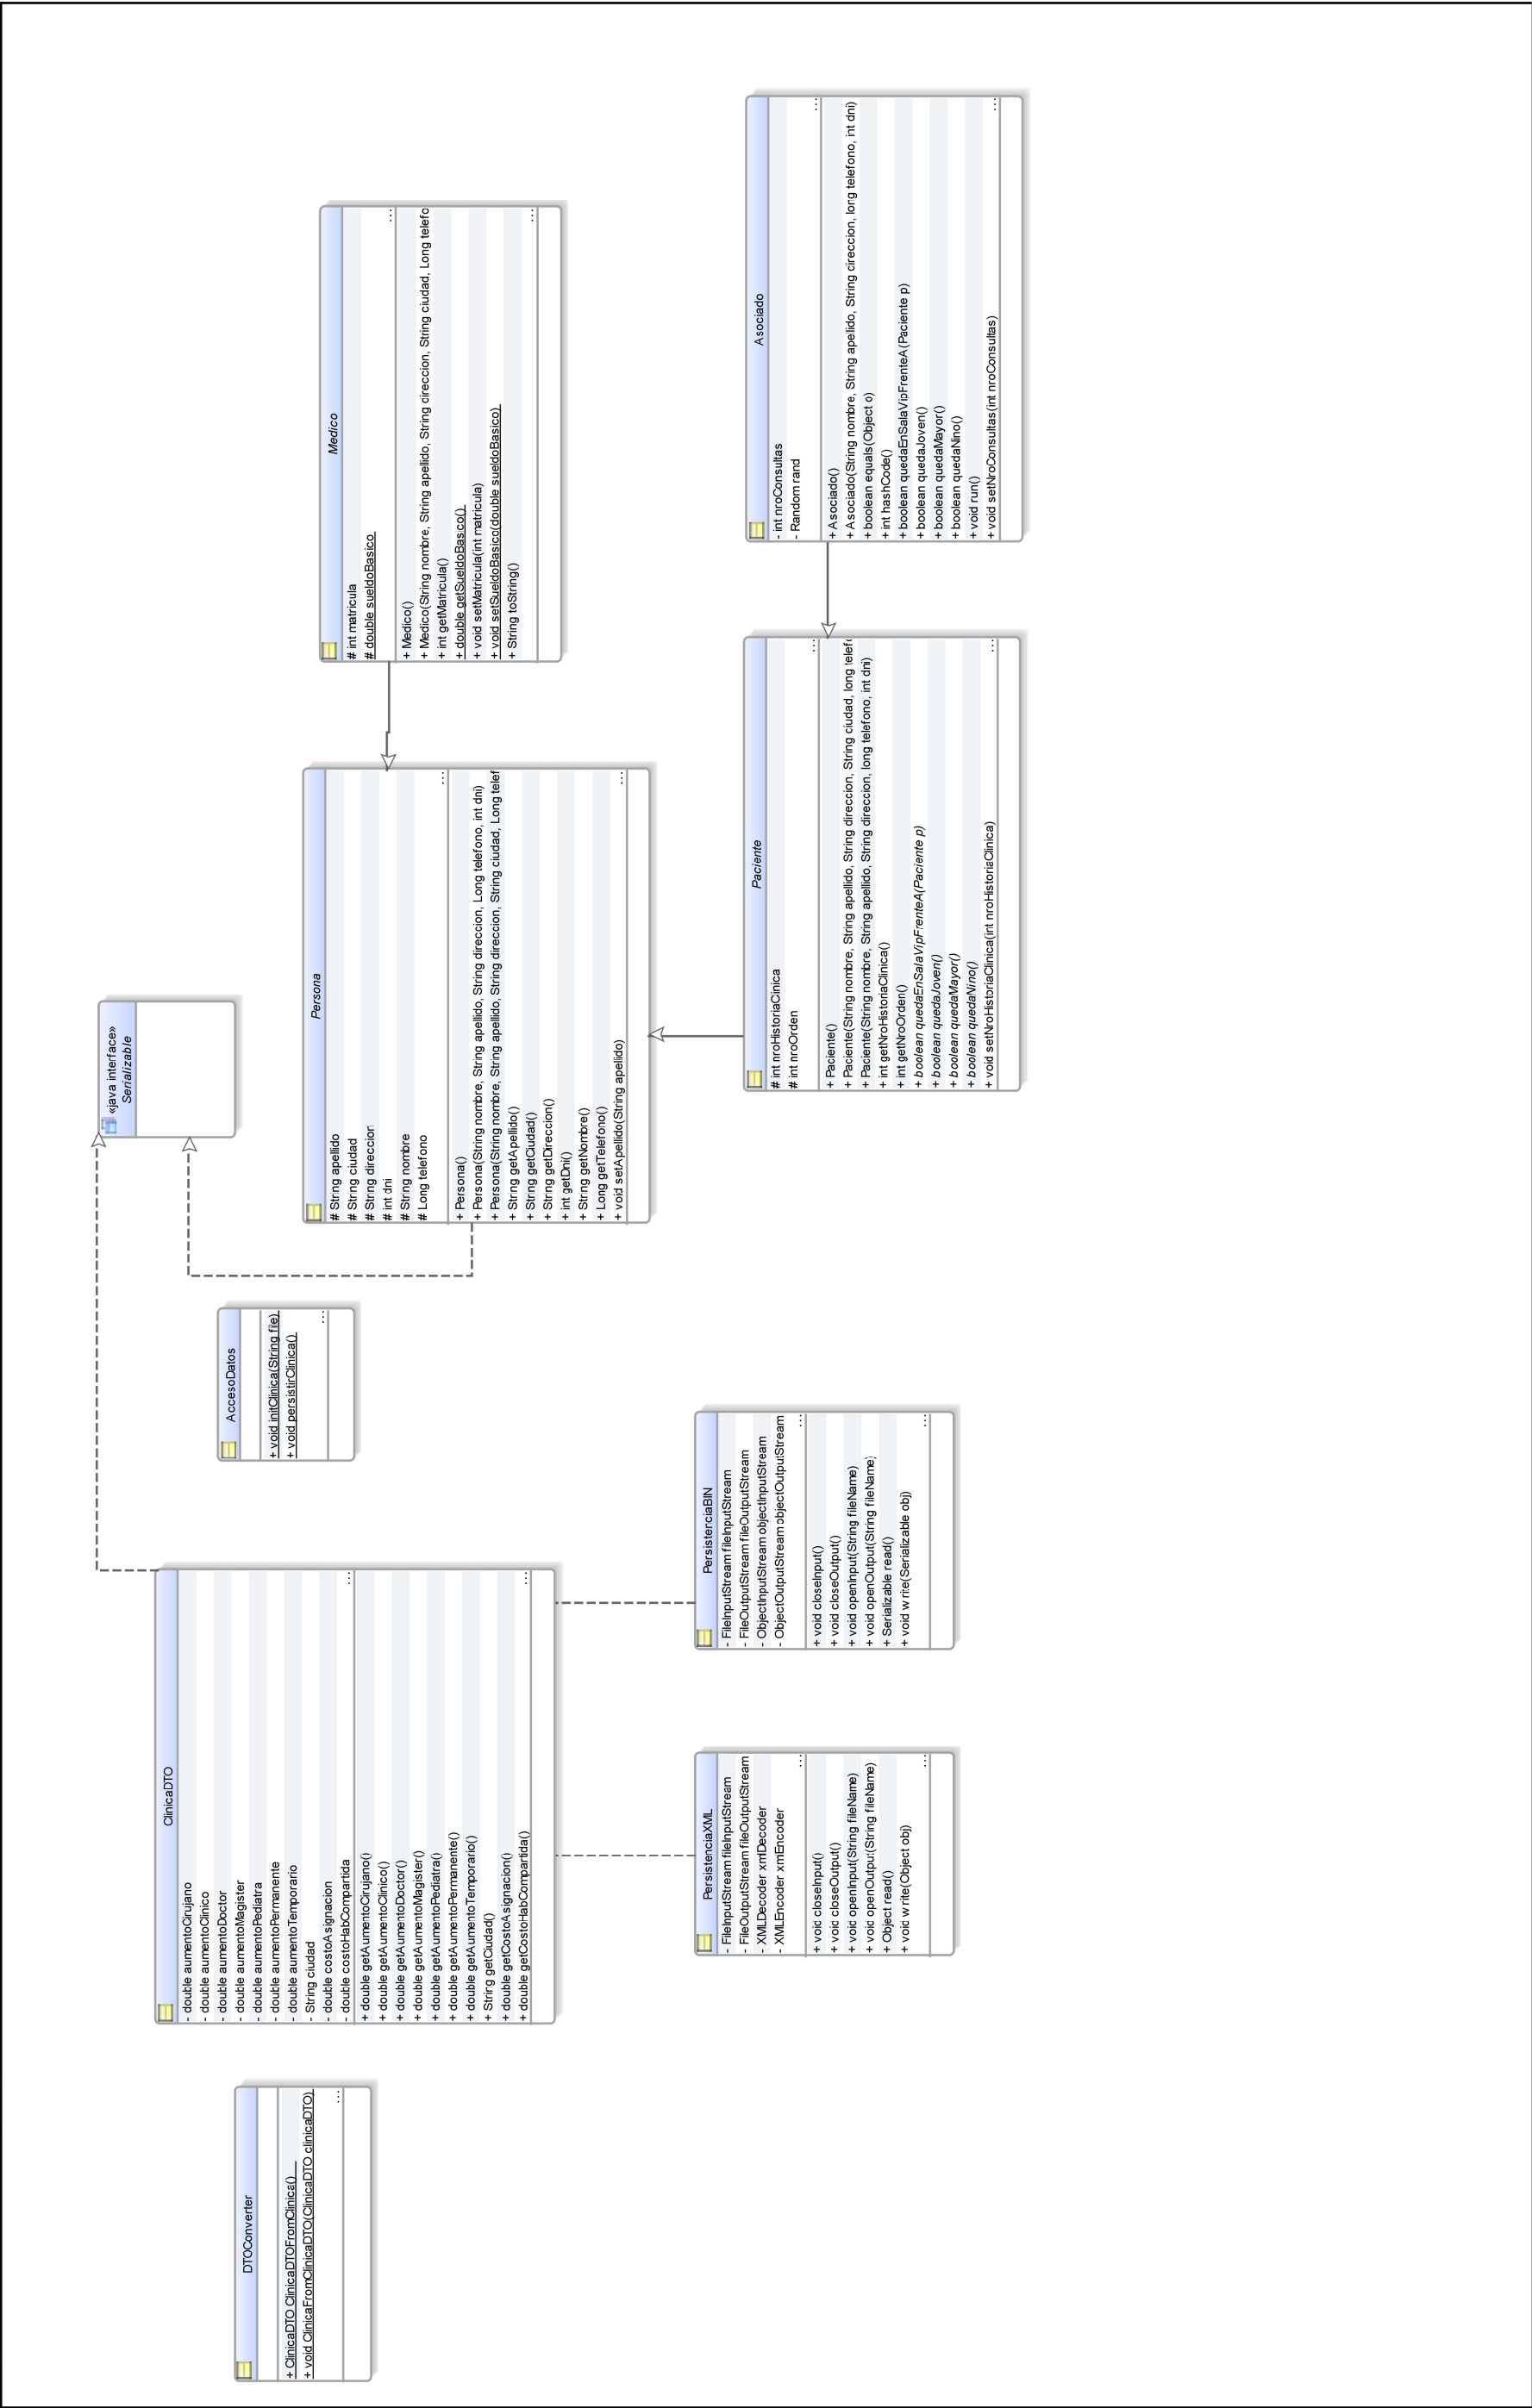 «java interface»
Serializable
ClinicaDTO
- double aumentoCirujano
- double aumentoClinico
- double aumentoDoctor
- double aumentoMagister
- double aumentoPediatra
- double aumentoPermanente
- double aumentoTemporario
- String ciudad
- double costoAsignacion
- double costoHabCompartida
...
+ double getAumentoCirujano()
+ double getAumentoClinico()
+ double getAumentoDoctor()
+ double getAumentoMagister()
+ double getAumentoPediatra()
+ double getAumentoPermanente()
+ double getAumentoTemporario()
+ String getCiudad()
+ double getCostoAsignacion()
+ double getCostoHabCompartida()
...
AccesoDatos
+ void initClinica(String file)
+ void persistirClinica()
...
DTOConverter
+ ClinicaDTO ClinicaDTOFromClinica()
+ void ClinicaFromClinicaDTO(ClinicaDTO clinicaDTO)
...
Persona
# String apellido
# String ciudad
# String direccion
# int dni
# String nombre
# Long telefono
...
+ Persona()
+ Persona(String nombre, String apellido, String direccion, Long telefono, int dni)
+ Persona(String nombre, String apellido, String direccion, String ciudad, Long telef
+ String getApellido()
+ String getCiudad()
+ String getDireccion()
+ int getDni()
+ String getNombre()
+ Long getTelefono()
+ void setApellido(String apellido)
...
Medico
# int matricula
# double sueldoBasico
...
+ Medico()
+ Medico(String nombre, String apellido, String direccion, String ciudad, Long telefo
+ int getMatricula()
+ double getSueldoBasico()
+ void setMatricula(int matricula)
+ void setSueldoBasico(double sueldoBasico)
+ String toString()
...
PersistenciaXML
- FileInputStream fileInputStream
- FileOutputStream fileOutputStream
- XMLDecoder xmlDecoder
- XMLEncoder xmlEncoder
...
+ void closeInput()
+ void closeOutput()
+ void openInput(String fileName)
+ void openOutput(String fileName)
+ Object read()
+ void write(Object obj)
...
PersistenciaBIN
- FileInputStream fileInputStream
- FileOutputStream fileOutputStream
- ObjectInputStream objectInputStream
- ObjectOutputStream objectOutputStream
...
+ void closeInput()
+ void closeOutput()
+ void openInput(String fileName)
+ void openOutput(String fileName)
+ Serializable read()
+ void write(Serializable obj)
...
Paciente
# int nroHistoriaClinica
# int nroOrden
...
+ Paciente()
+ Paciente(String nombre, String apellido, String direccion, String ciudad, long telef
+ Paciente(String nombre, String apellido, String direccion, long telefono, int dni)
+ int getNroHistoriaClinica()
+ int getNroOrden()
+ boolean quedaEnSalaVipFrenteA(Paciente p)
+ boolean quedaJoven()
+ boolean quedaMayor()
+ boolean quedaNino()
+ void setNroHistoriaClinica(int nroHistoriaClinica)
...
Asociado
- int nroConsultas
- Random rand
...
+ Asociado()
+ Asociado(String nombre, String apelido, String direccion, long telefono, int dni)
+ boolean equals(Object o)
+ int hashCode()
+ boolean quedaEnSalaVipFrenteA(Paciente p)
+ boolean quedaJoven()
+ boolean quedaMayor()
+ boolean quedaNino()
+ void run()
+ void setNroConsultas(int nroConsultas)
...